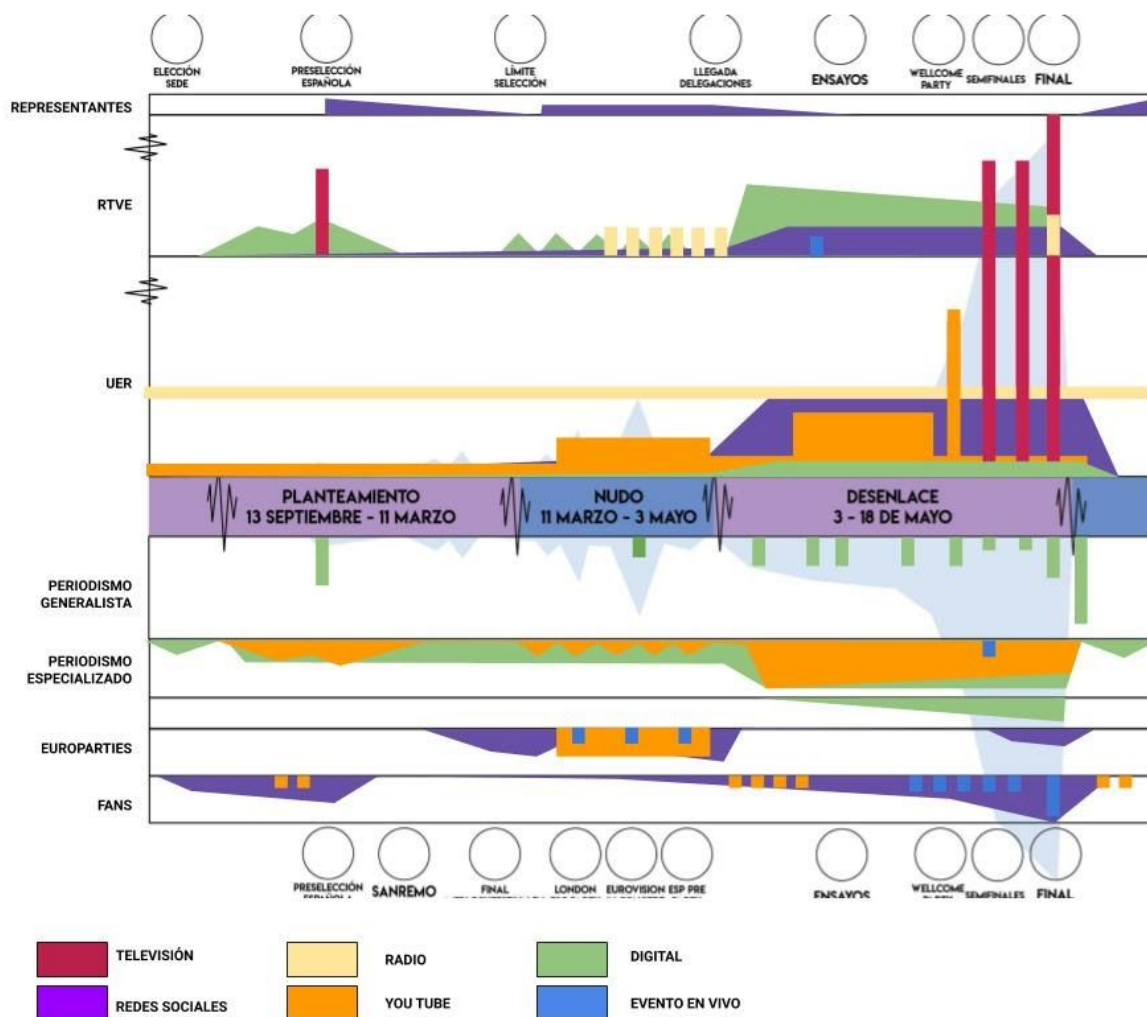 ELECCIÓN
SEDE
PRESELECCIÓN
ESPAÑOLA
LÍMITE
SELECCIÓN
LLEGADA
DELEGACIONES
ENSAYOS
WELLCOME
PARTY
SEMIFINALES
FINAL
REPRESENTANTES
RTVE
UER
PLANTEAMIENTO
13 SEPTIEMBRE - 11 MARZO
NUDO
11 MARZO - 3 MAYO
DESENLACE
3 - 18 DE MAYO
PERIODISMO
GENERALISTA
PERIODISMO
ESPECIALIZADO
EUROPARTIES
FANS
PRESELECCIÓN
ESPAÑOLA
SANREMO
FINAL
LONDON
EUROVISION
ESP PRE
ENSAYOS
WELLCOME
PARTY
SEMIFINALES
FINAL
TELEVISIÓN
RADIO
DIGITAL
REDES SOCIALES
YOU TUBE
EVENTO EN VIVO